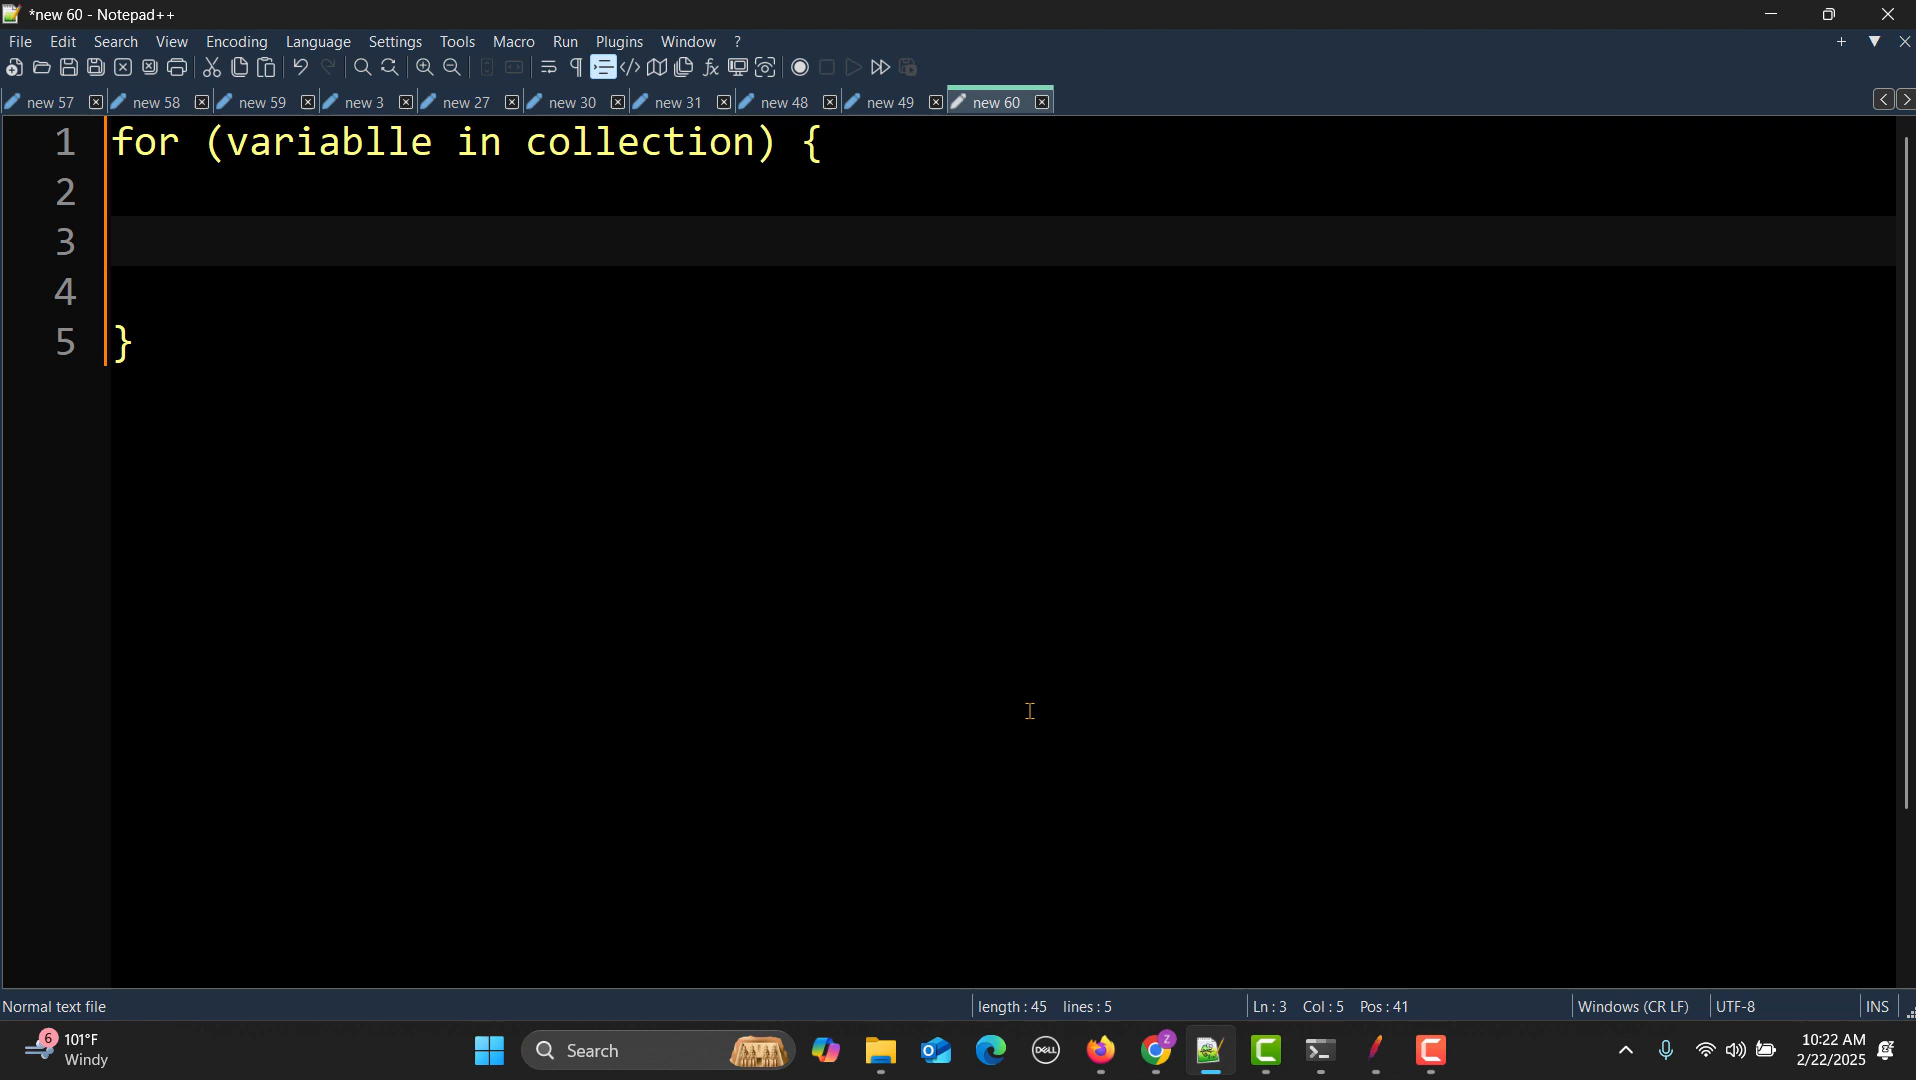 *new 60 - Notepad++
File Edit Search View Encoding Language Settings Tools Macro Run Plugins Window ?
new 57 new 58 new 59 new 3 new 27 new 30 new 31 new 48 new 49 new 60
1 for (variablle in collection) {
2
3
4
5 }
Normal text file length : 45 lines : 5 Ln : 3 Col : 5 Pos : 41 Windows (CR LF) UTF-8 INS
6 101°F
Windy
Search
DELL
Z
10:22 AM
2/22/2025